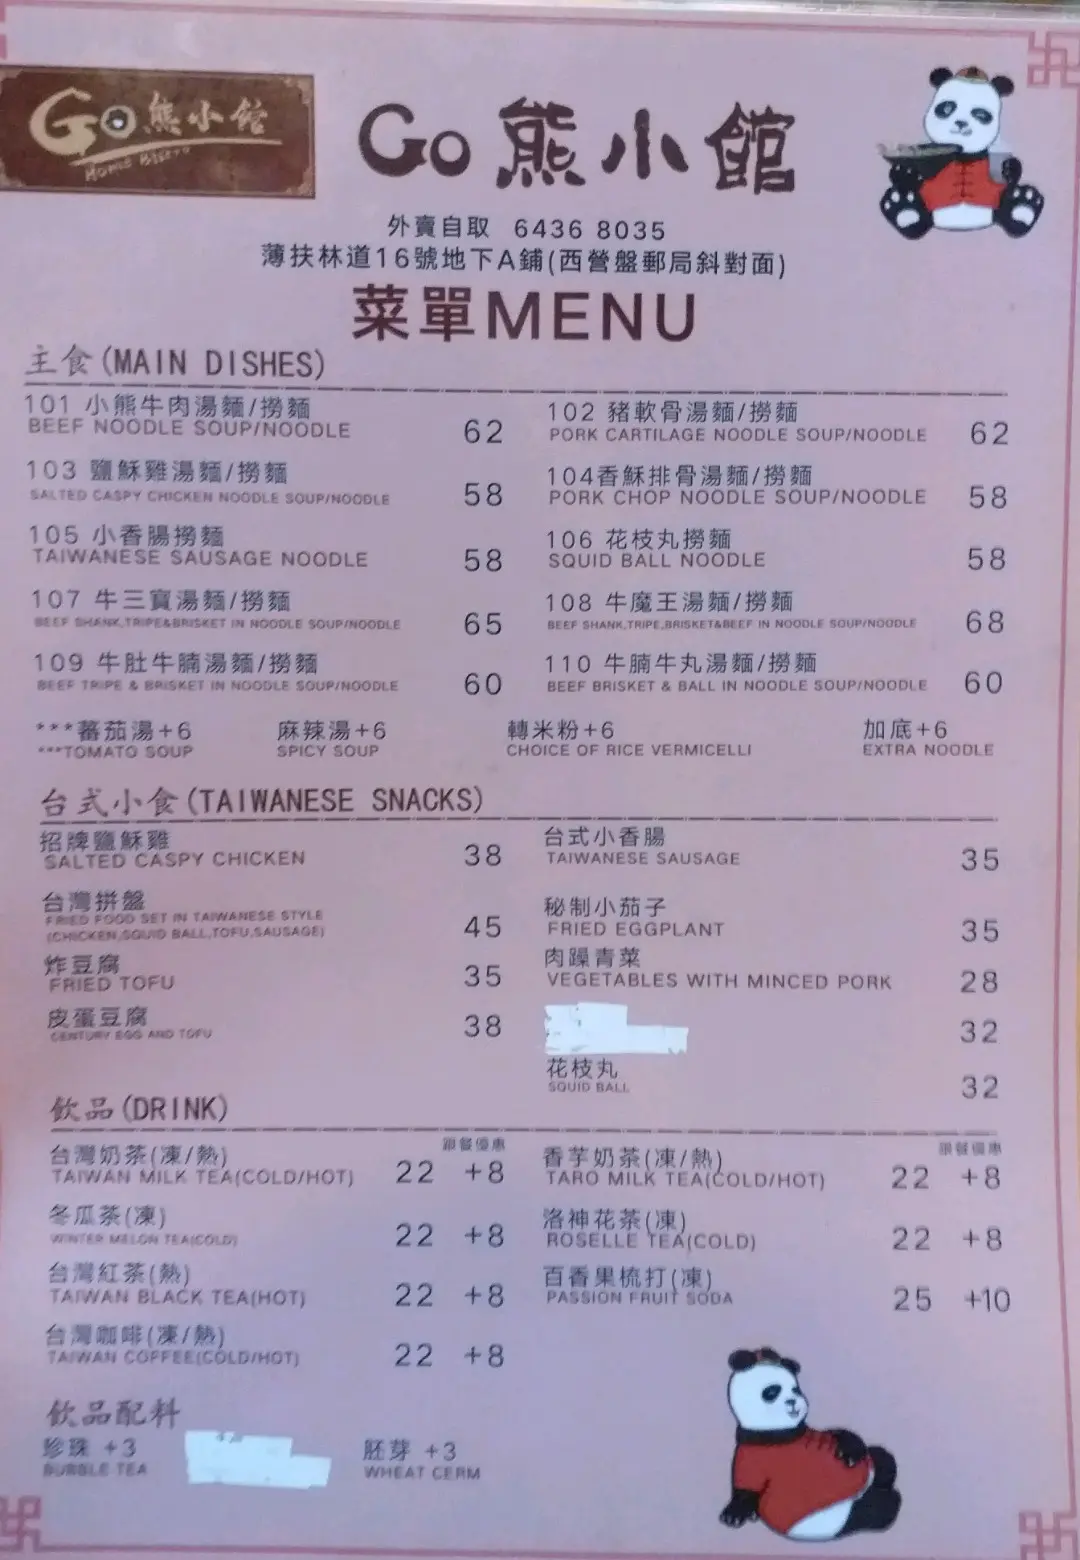 Go熊小館
HOME BISTRO
Go 熊小館
外賣自取 6436 8035
薄扶林道16號地下A鋪(西營盤郵局斜對面)
菜單MENU
主食(MAIN DISHES)
101 小熊牛肉湯麵/撈麵
BEEF NOODLE SOUP/NOODLE 62
102 豬軟骨湯麵/撈麵
PORK CARTILAGE NOODLE SOUP/NOODLE 62
103 鹽穌雞湯麵/撈麵
SALTED CASPY CHICKEN NOODLE SOUP/NOODLE 58
104香穌排骨湯麵/撈麵
PORK CHOP NOODLE SOUP/NOODLE 58
105 小香腸撈麵
TAIWANESE SAUSAGE NOODLE 58
106 花枝丸撈麵
SQUID BALL NOODLE 58
107 牛三寶湯麵/撈麵
BEEF SHANK,TRIPE&BRISKET IN NOODLE SOUP/NOODLE 65
108 牛魔王湯麵/撈麵
BEEF SHANK,TRIPE,BRISKET&BEEF IN NOODLE SOUP/NOODLE 68
109 牛肚牛腩湯麵/撈麵
BEEF TRIPE & BRISKET IN NOODLE SOUP/NOODLE 60
110 牛腩牛丸湯麵/撈麵
BEEF BRISKET & BALL IN NOODLE SOUP/NOODLE 60
***蕃茄湯+6 麻辣湯+6 轉米粉+6 加底+6
***TOMATO SOUP SPICY SOUP CHOICE OF RICE VERMICELLI EXTRA NOODLE
台式小食(TAIWANESE SNACKS)
招牌鹽穌雞
SALTED CASPY CHICKEN 38
台式小香腸
TAIWANESE SAUSAGE 35
台灣拼盤
FRIED FOOD SET IN TAIWANESE STYLE
(CHICKEN,SQUID BALL,TOFU,SAUSAGE) 45
秘制小茄子
FRIED EGGPLANT 35
炸豆腐
FRIED TOFU 35
肉躁青菜
VEGETABLES WITH MINCED PORK 28
皮蛋豆腐
CENTURY EGG AND TOFU 38
32
花枝丸
SQUID BALL 32
飲品(DRINK)
跟餐優惠
跟餐優惠
台灣奶茶(凍/熱)
TAIWAN MILK TEA(COLD/HOT) 22 +8
香芋奶茶(凍/熱)
TARO MILK TEA(COLD/HOT) 22 +8
冬瓜茶(凍)
WINTER MELON TEA(COLD) 22 +8
洛神花茶(凍)
ROSELLE TEA(COLD) 22 +8
台灣紅茶(熱)
TAIWAN BLACK TEA(HOT) 22 +8
百香果梳打(凍)
PASSION FRUIT SODA 25 +10
台灣咖啡(凍/熱)
TAIWAN COFFEE(COLD/HOT) 22 +8
飲品配料
珍珠 +3 胚芽 +3
BUBBLE TEA WHEAT CERM